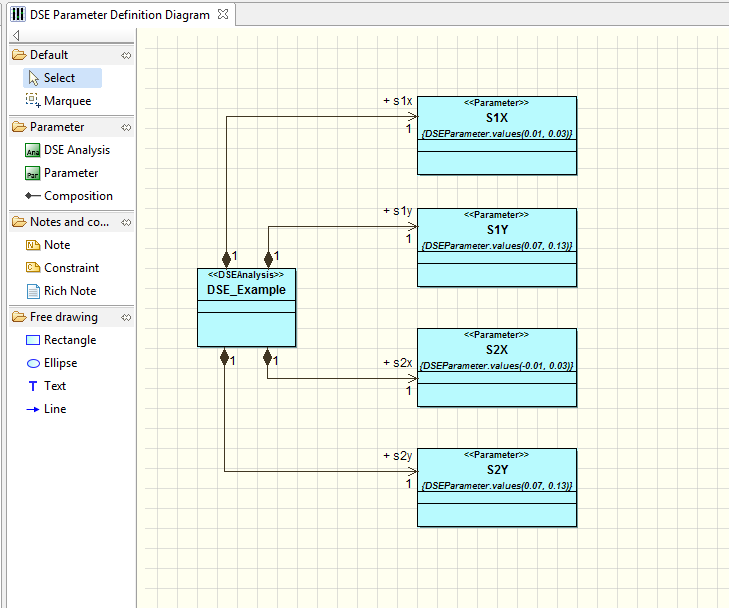 DSE Parameter Definition Diagram
Default
Select
Marquee
Parameter
DSE Analysis
Parameter
Composition
Notes and co...
Note
Constraint
Rich Note
Free drawing
Rectangle
Ellipse
Text
Line
+ s1x
1
<<Parameter>>
S1X
{DSEParameter.values(0.01, 0.03)}
+ s1y
1
<<Parameter>>
S1Y
{DSEParameter.values(0.07, 0.13)}
1
1
<<DSEAnalysis>>
DSE_Example
1
1
+ s2x
1
<<Parameter>>
S2X
{DSEParameter.values(-0.01, 0.03)}
+ s2y
1
<<Parameter>>
S2Y
{DSEParameter.values(0.07, 0.13)}